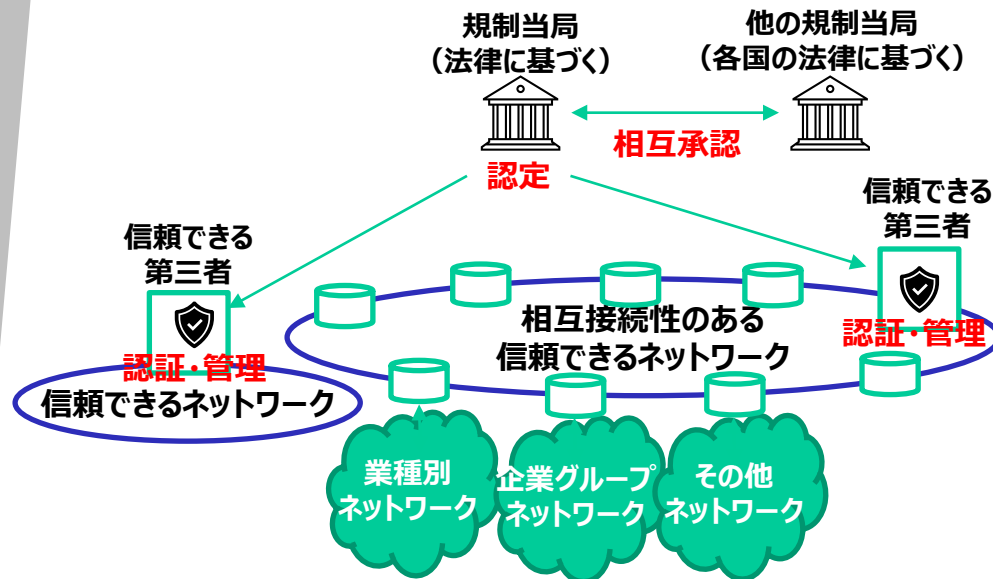 規制当局
（法律に基づく）
他の規制当局
（各国の法律に基づく）
相互承認
認定
信頼できる
第三者
信頼できる
第三者
相互接続性のある
信頼できるネットワーク
認証・管理
認証・管理
信頼できるネットワーク
業種別
ネットワーク
企業グループ
ネットワーク
その他
ネットワーク